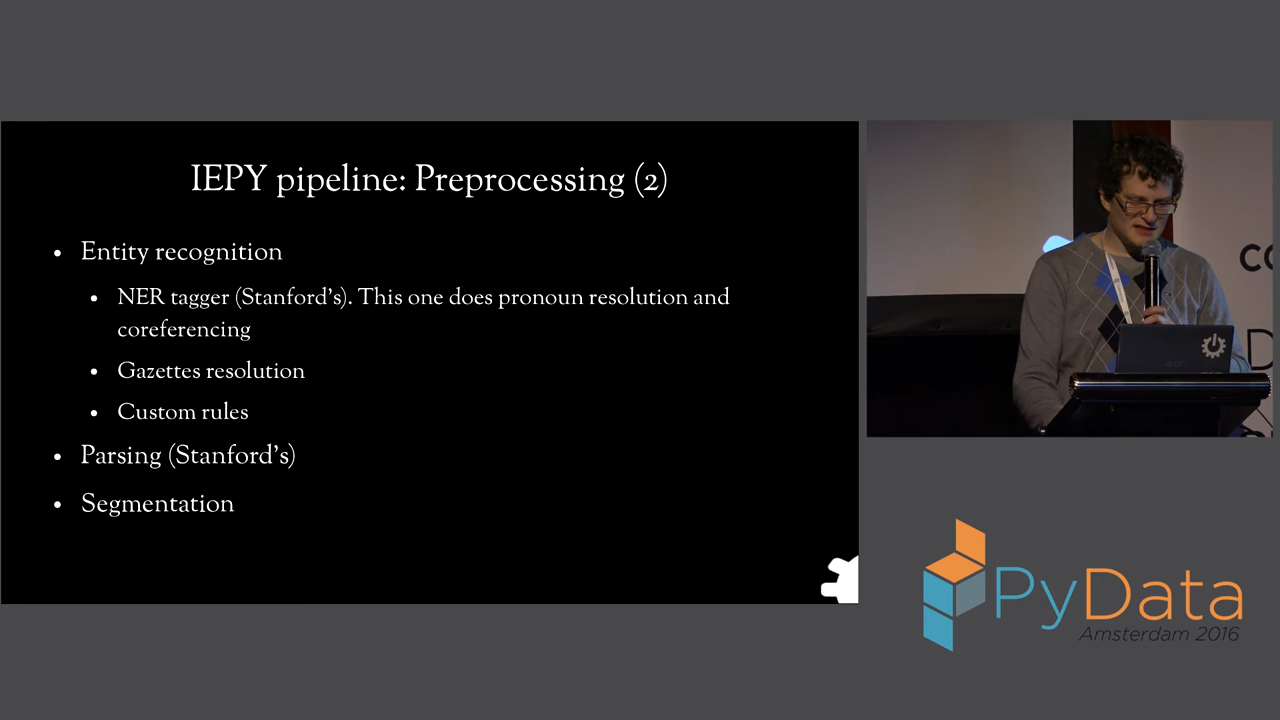 IEPY pipeline: Preprocessing (2)
• Entity recognition
• NER tagger (Stanford's). This one does pronoun resolution and
coreferencing
• Gazettes resolution
• Custom rules
• Parsing (Stanford's)
• Segmentation
PyData
Amsterdam 2016